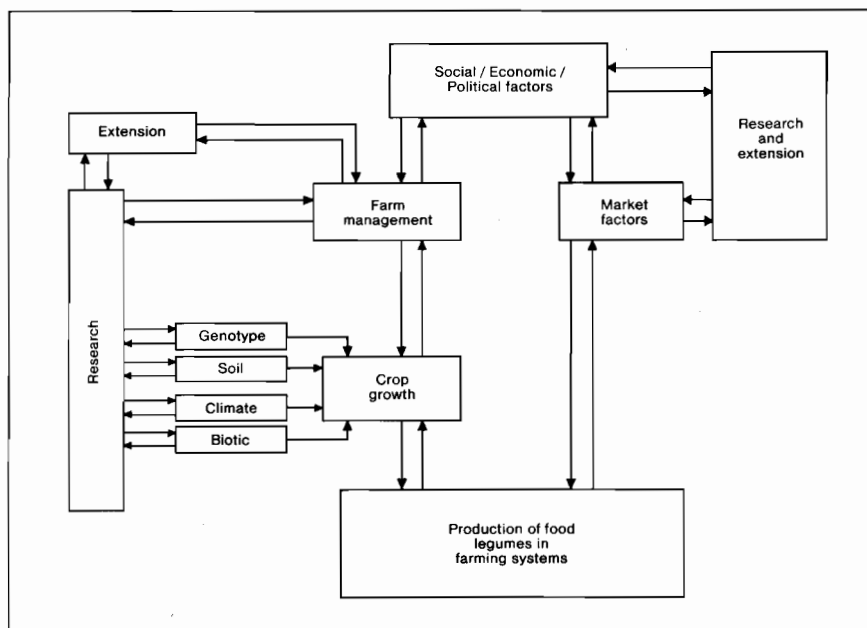 Social / Economic /
Political factors
Extension
Research
and
extension
Farm
management
Market
factors
Research
Genotype
Soil
Crop
growth
Climate
Biotic
Production of food
legumes in
farming systems